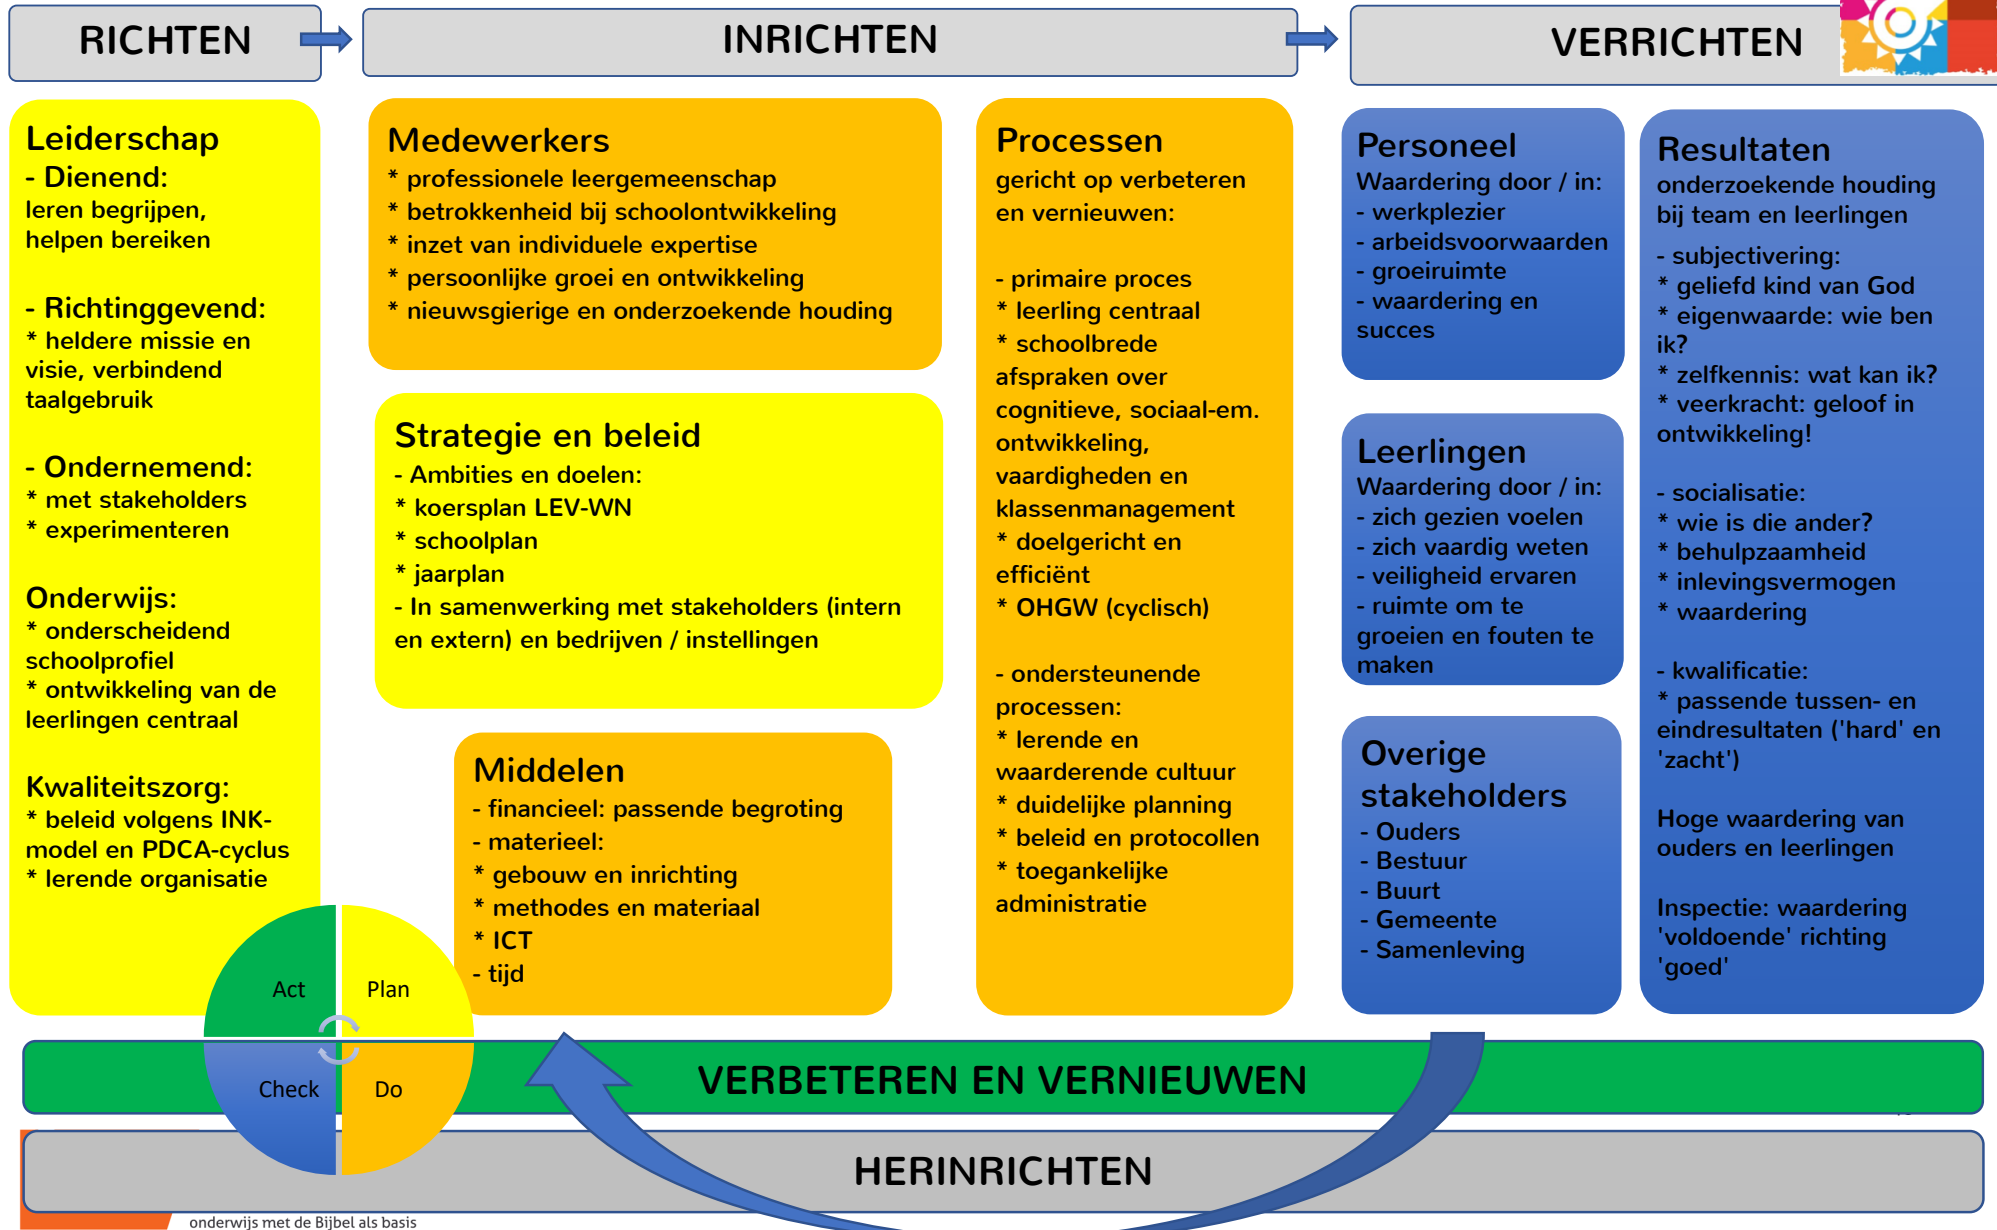 RICHTEN
INRICHTEN
VERRICHTEN
Leiderschap
- Dienend:
leren begrijpen,
helpen bereiken
- Richtinggevend:
* heldere missie en
visie, verbindend
taalgebruik
- Ondernemend:
* met stakeholders
* experimenteren
Onderwijs:
* onderscheidend
schoolprofiel
* ontwikkeling van de
leerlingen centraal
Kwaliteitszorg:
* beleid volgens INK-
model en PDCA-cyclus
* lerende organisatie
Medewerkers
* professionele leergemeenschap
* betrokkenheid bij schoolontwikkeling
* inzet van individuele expertise
* persoonlijke groei en ontwikkeling
* nieuwsgierige en onderzoekende houding
Strategie en beleid
- Ambities en doelen:
* koersplan LEV-WN
* schoolplan
* jaarplan
- In samenwerking met stakeholders (intern
en extern) en bedrijven / instellingen
Middelen
- financieel: passende begroting
- materieel:
* gebouw en inrichting
* methodes en materiaal
* ICT
- tijd
Processen
gericht op verbeteren
en vernieuwen:
- primaire proces
* leerling centraal
* schoolbrede
afspraken over
cognitieve, sociaal-em.
ontwikkeling,
vaardigheden en
klassenmanagement
* doelgericht en
efficiënt
* OHGW (cyclisch)
- ondersteunende
processen:
* lerende en
waarderende cultuur
* duidelijke planning
* beleid en protocollen
* toegankelijke
administratie
Personeel
Waardering door / in:
- werkplezier
- arbeidsvoorwaarden
- groeiruimte
- waardering en
succes
Leerlingen
Waardering door / in:
- zich gezien voelen
- zich vaardig weten
- veiligheid ervaren
- ruimte om te
groeien en fouten te
maken
Overige
stakeholders
- Ouders
- Bestuur
- Buurt
- Gemeente
- Samenleving
Resultaten
onderzoekende houding
bij team en leerlingen
- subjectivering:
* geliefd kind van God
* eigenwaarde: wie ben
ik?
* zelfkennis: wat kan ik?
* veerkracht: geloof in
ontwikkeling!
- socialisatie:
* wie is die ander?
* behulpzaamheid
* inlevingsvermogen
* waardering
- kwalificatie:
* passende tussen- en
eindresultaten ('hard' en
'zacht')
Hoge waardering van
ouders en leerlingen
Inspectie: waardering
'voldoende' richting
'goed'
Act
Plan
Check
Do
VERBETEREN EN VERNIEUWEN
HERINRICHTEN
onderwijs met de Bijbel als basis